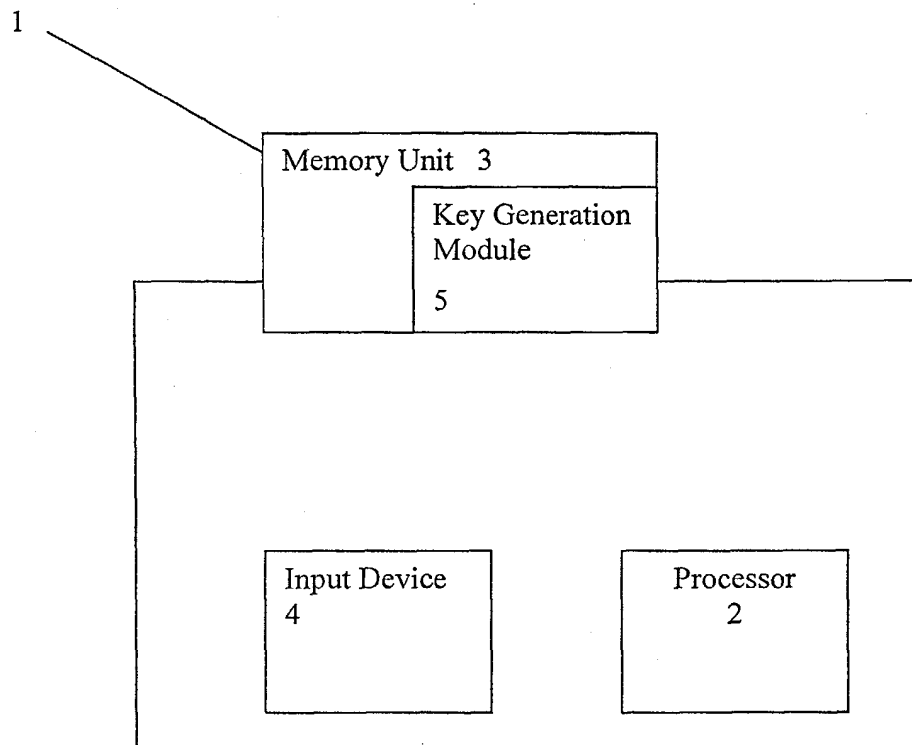 1
Memory Unit 3
Key Generation
Module
5
Input Device
4
Processor
2